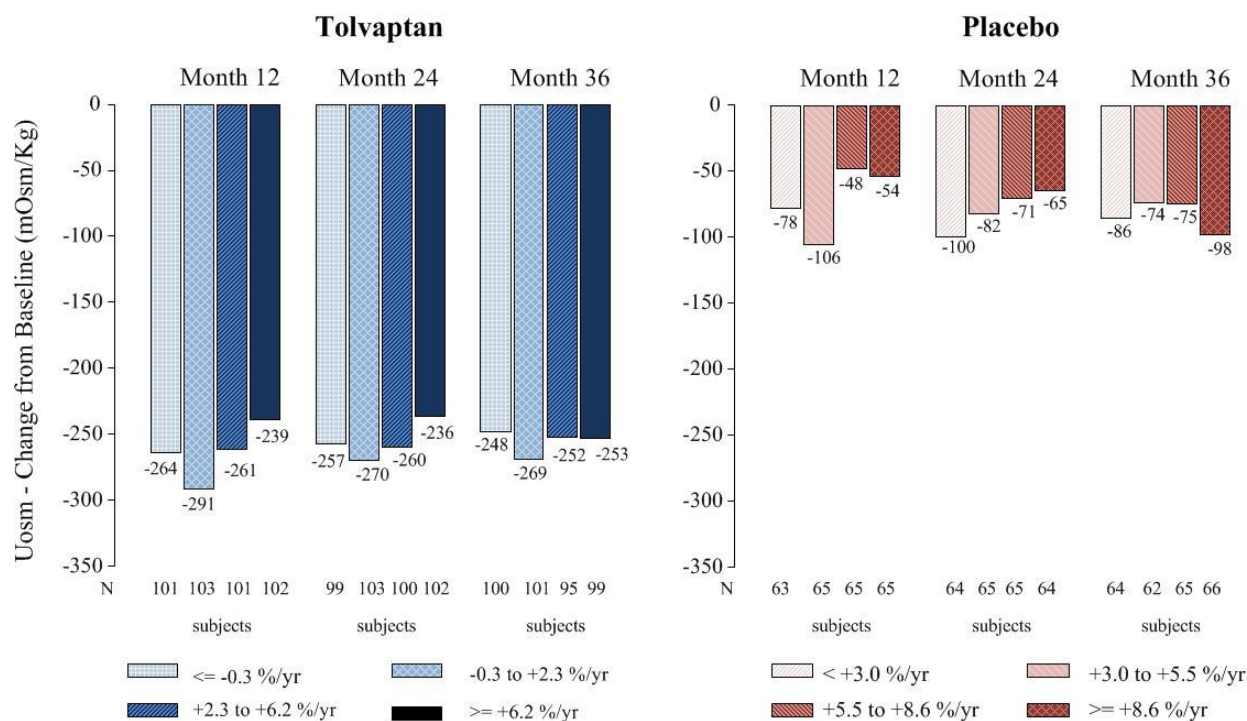 Tolvaptan
Placebo
Month 12 Month 24 Month 36
Month 12 Month 24 Month 36
Uosm - Change from Baseline (mOsm/Kg)
0
-50
-100
-150
-200
-250
-300
-350
-264 -291 -261 -239
-257 -270 -260 -236
-248 -269 -252 -253
N 101 103 101 102 99 103 100 102 100 101 95 99
subjects subjects subjects
<= -0.3 %/yr -0.3 to +2.3 %/yr
+2.3 to +6.2 %/yr >= +6.2 %/yr
0
-50
-100
-150
-200
-250
-300
-350
-78 -106 -48 -54
-100 -82 -71 -65
-86 -74 -75 -98
N 63 65 65 65 64 65 65 64 64 62 65 66
subjects subjects subjects
< +3.0 %/yr +3.0 to +5.5 %/yr
+5.5 to +8.6 %/yr >= +8.6 %/yr